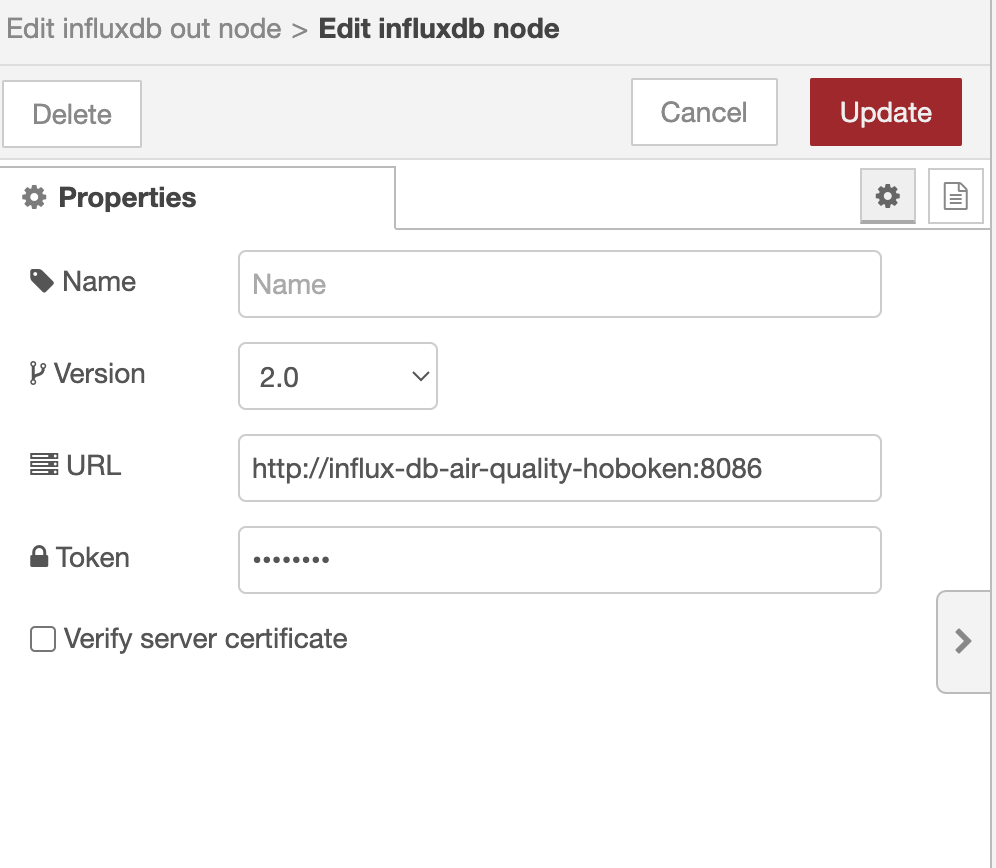 Edit influxdb out node > Edit influxdb node
Delete
Cancel
Update
Properties
Name
Name
Version
2.0
URL
http://influx-db-air-quality-hoboken:8086
Token
••••••••
Verify server certificate